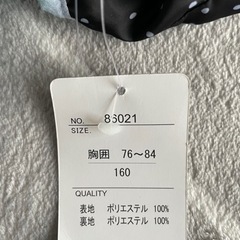 NO. 86021
SIZE.
胸囲 76～84
160
QUALITY
表地 ポリエステル 100%
裏地 ポリエステル 100%